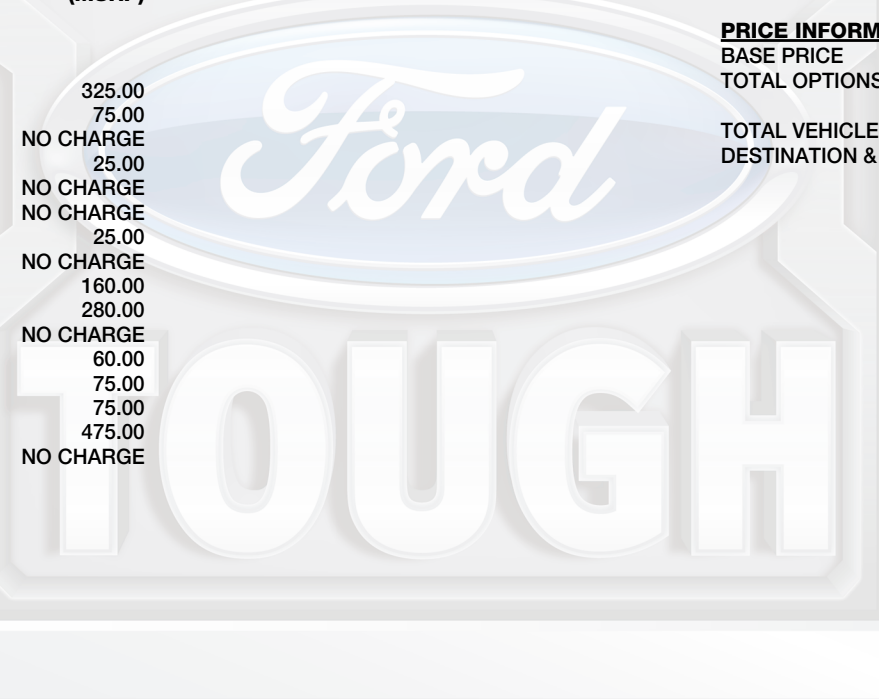 325.00
75.00
NO CHARGE
25.00
NO CHARGE
NO CHARGE
25.00
NO CHARGE
160.00
280.00
NO CHARGE
60.00
75.00
75.00
475.00
NO CHARGE
PRICE INFORM
BASE PRICE
TOTAL OPTIONS
TOTAL VEHICLE
DESTINATION &
Ford
TOUGH